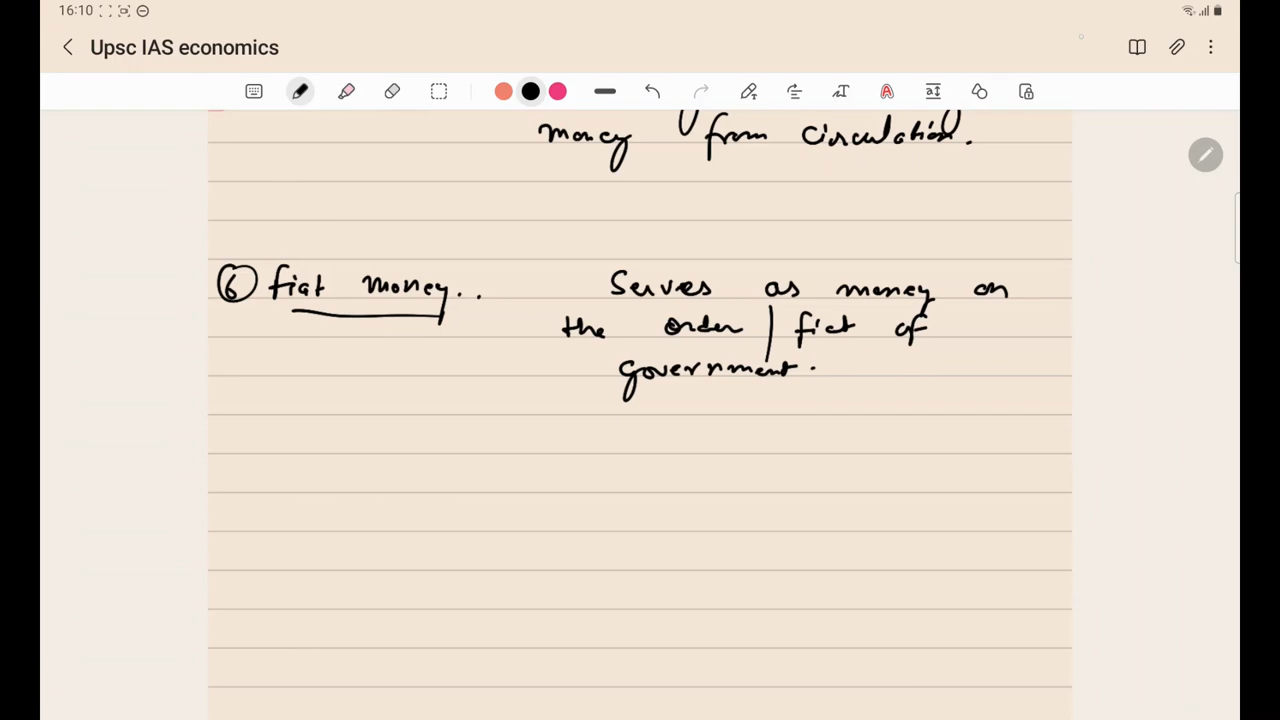 16:10
Upsc IAS economics
money from circulation.
6 fiat money.. Serves as money on
the order | fiat of
government.